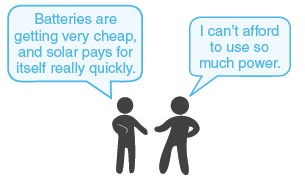 Batteries are
getting very cheap,
and solar pays for
itself really quickly.
I can't afford
to use so
much power.